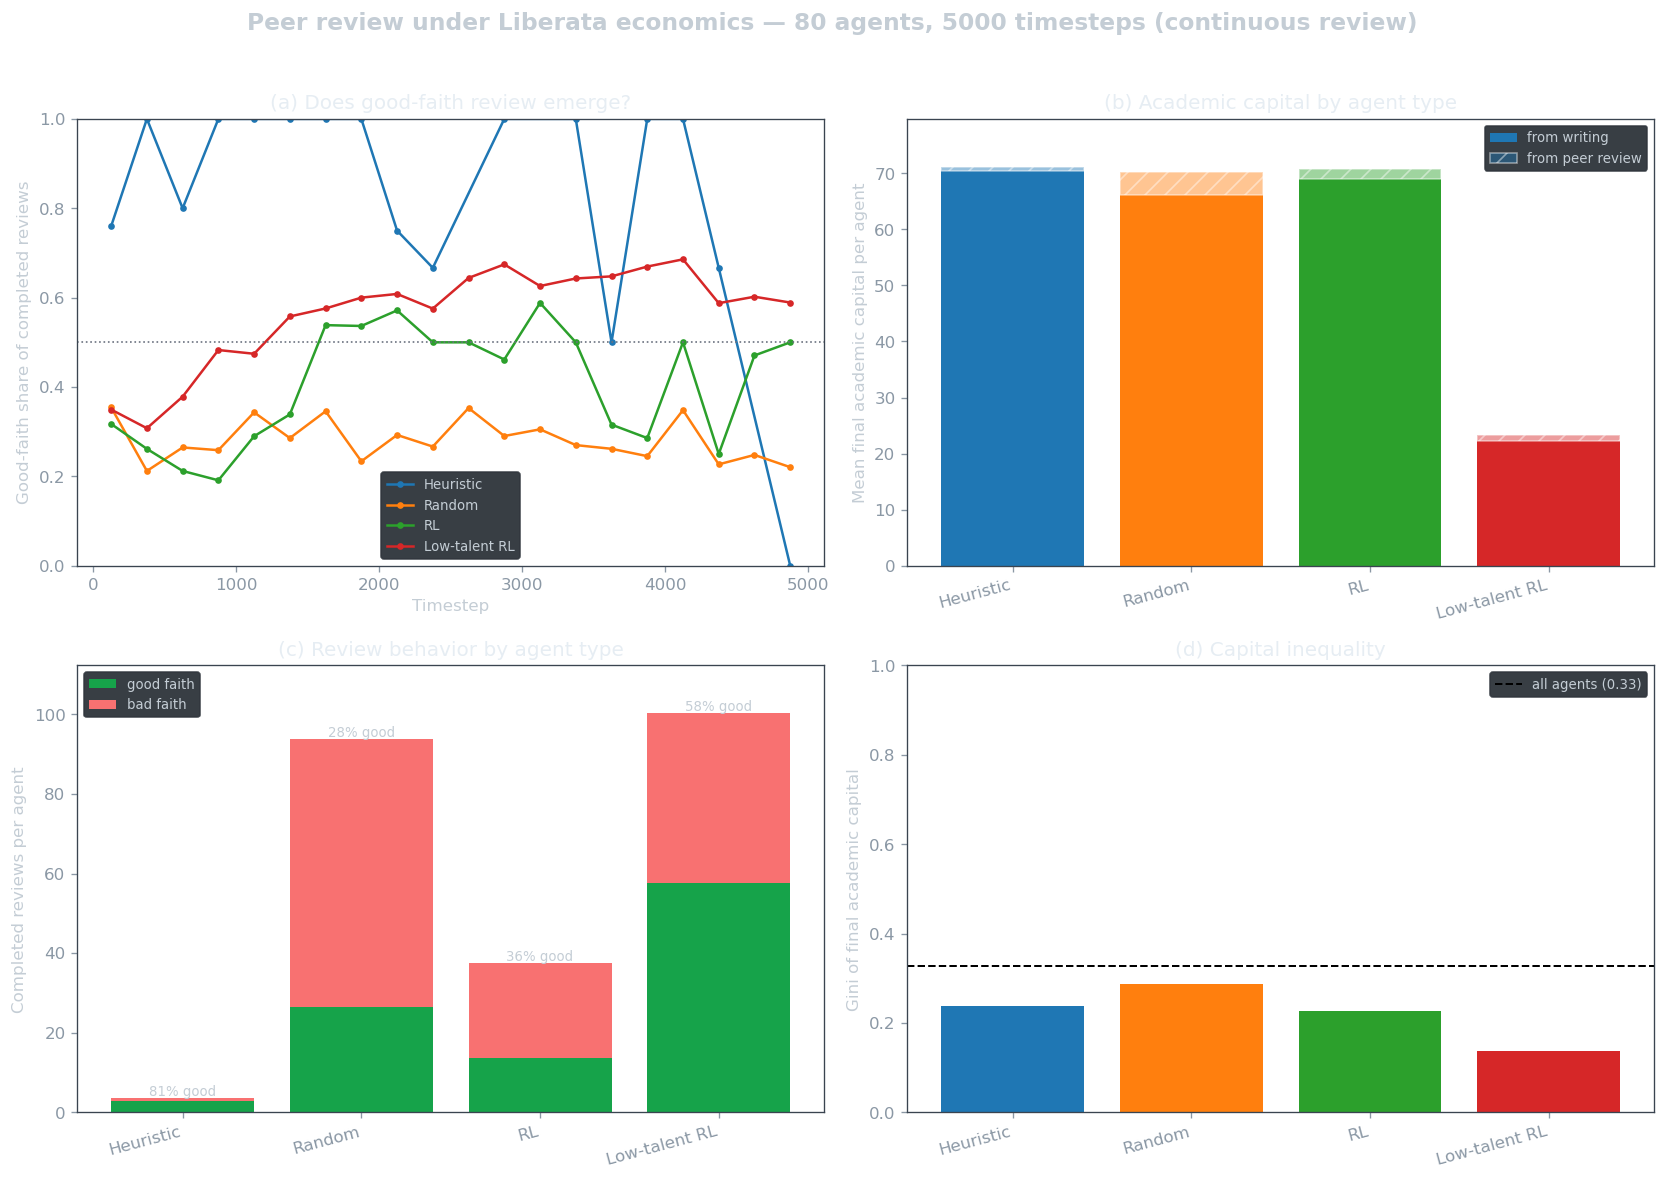 Peer review under Liberata economics — 80 agents, 5000 timesteps (continuous review)
(a) Does good-faith review emerge?
Good-faith share of completed reviews
1.0
0.8
0.6
0.4
0.2
0.0
Heuristic
Random
RL
Low-talent RL
0 1000 2000 3000 4000 5000
Timestep
(b) Academic capital by agent type
Mean final academic capital per agent
70
60
50
40
30
20
10
0
from writing
from peer review
Heuristic Random RL Low-talent RL
(c) Review behavior by agent type
Completed reviews per agent
100
80
60
40
20
0
good faith
bad faith
81% good
28% good
36% good
58% good
Heuristic Random RL Low-talent RL
(d) Capital inequality
Gini of final academic capital
1.0
0.8
0.6
0.4
0.2
0.0
all agents (0.33)
Heuristic Random RL Low-talent RL